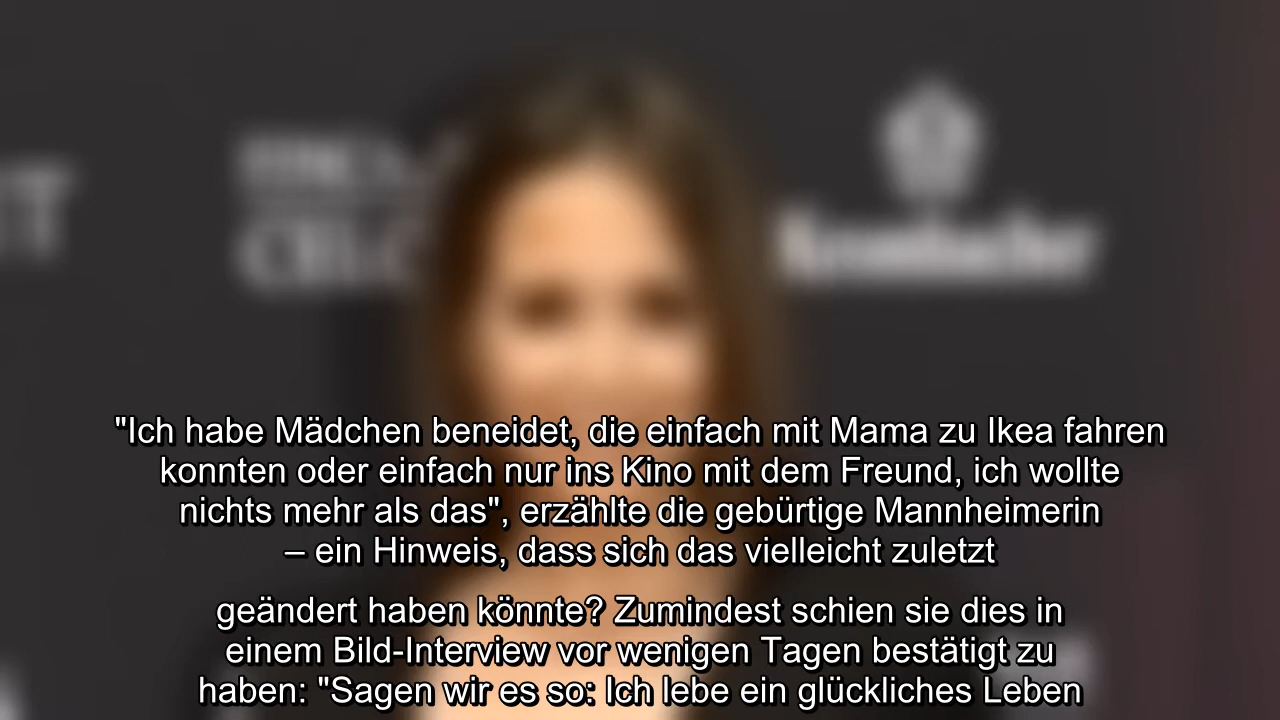 Krombacher
"Ich habe Mädchen beneidet, die einfach mit Mama zu Ikea fahren
konnten oder einfach nur ins Kino mit dem Freund, ich wollte
nichts mehr als das", erzählte die gebürtige Mannheimerin
– ein Hinweis, dass sich das vielleicht zuletzt
geändert haben könnte? Zumindest schien sie dies in
einem Bild-Interview vor wenigen Tagen bestätigt zu
haben: "Sagen wir es so: Ich lebe ein glückliches Leben